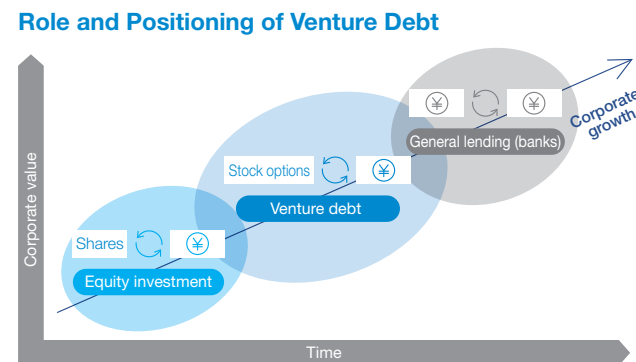 Role and Positioning of Venture Debt
Corporate value
¥
¥
General lending (banks)
Corporate
growth
Stock options
¥
Venture debt
Shares
¥
Equity investment
Time